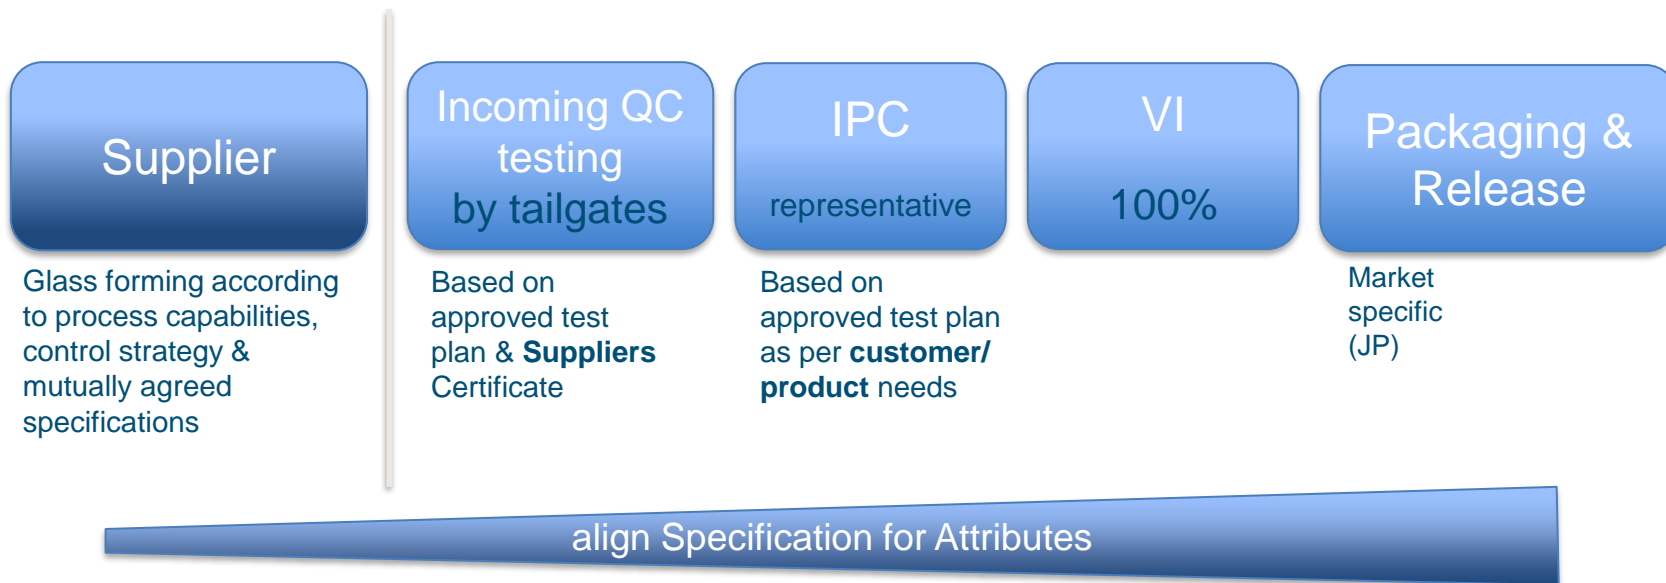 Supplier
Glass forming according
to process capabilities,
control strategy &
mutually agreed
specifications
Incoming QC
testing
by tailgates
Based on
approved test
plan & Suppliers
Certificate
IPC
representative
Based on
approved test plan
as per customer/
product needs
VI
100%
Packaging &
Release
Market
specific
(JP)
align Specification for Attributes